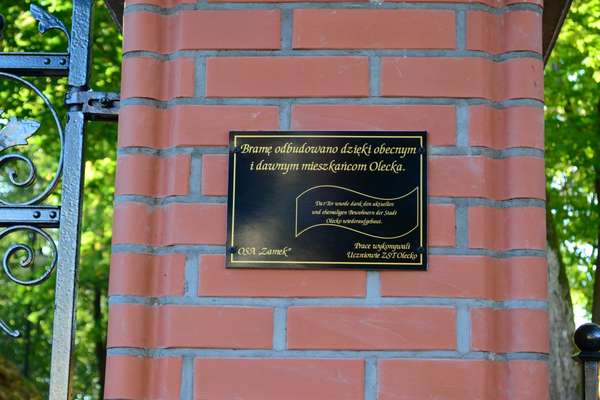 Bramę odbudowano dzięki obecnym
i dawnym mieszkańcom Olecka.
Das Tor wurde dank den aktuellen
und ehemaligen Bewohnern der Stadt
Olecko wiederaufgebaut.
OSA „Zamek"
Prace wykonywali
Uczniowie ZST Olecko